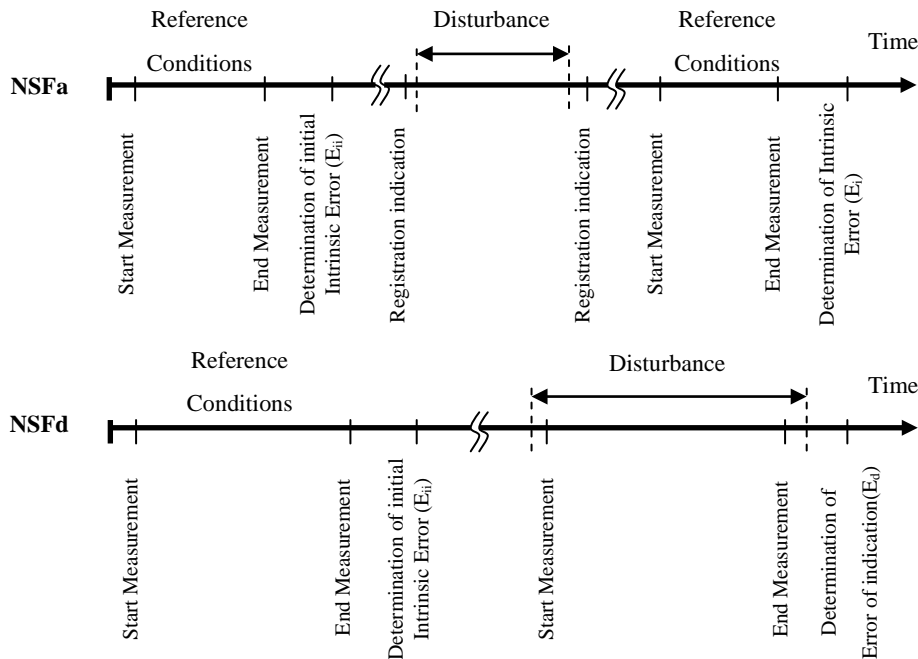 Reference
Conditions
Disturbance
Reference
Conditions
Time
NSFa
Start Measurement
End Measurement
Determination of initial
Intrinsic Error (Eii)
Registration indication
Registration indication
Start Measurement
End Measurement
Determination of Intrinsic
Error (Ei)
Reference
Conditions
Disturbance
Time
NSFd
Start Measurement
End Measurement
Determination of initial
Intrinsic Error (Eii)
Start Measurement
End Measurement
Determination of
Error of indication(Ed)